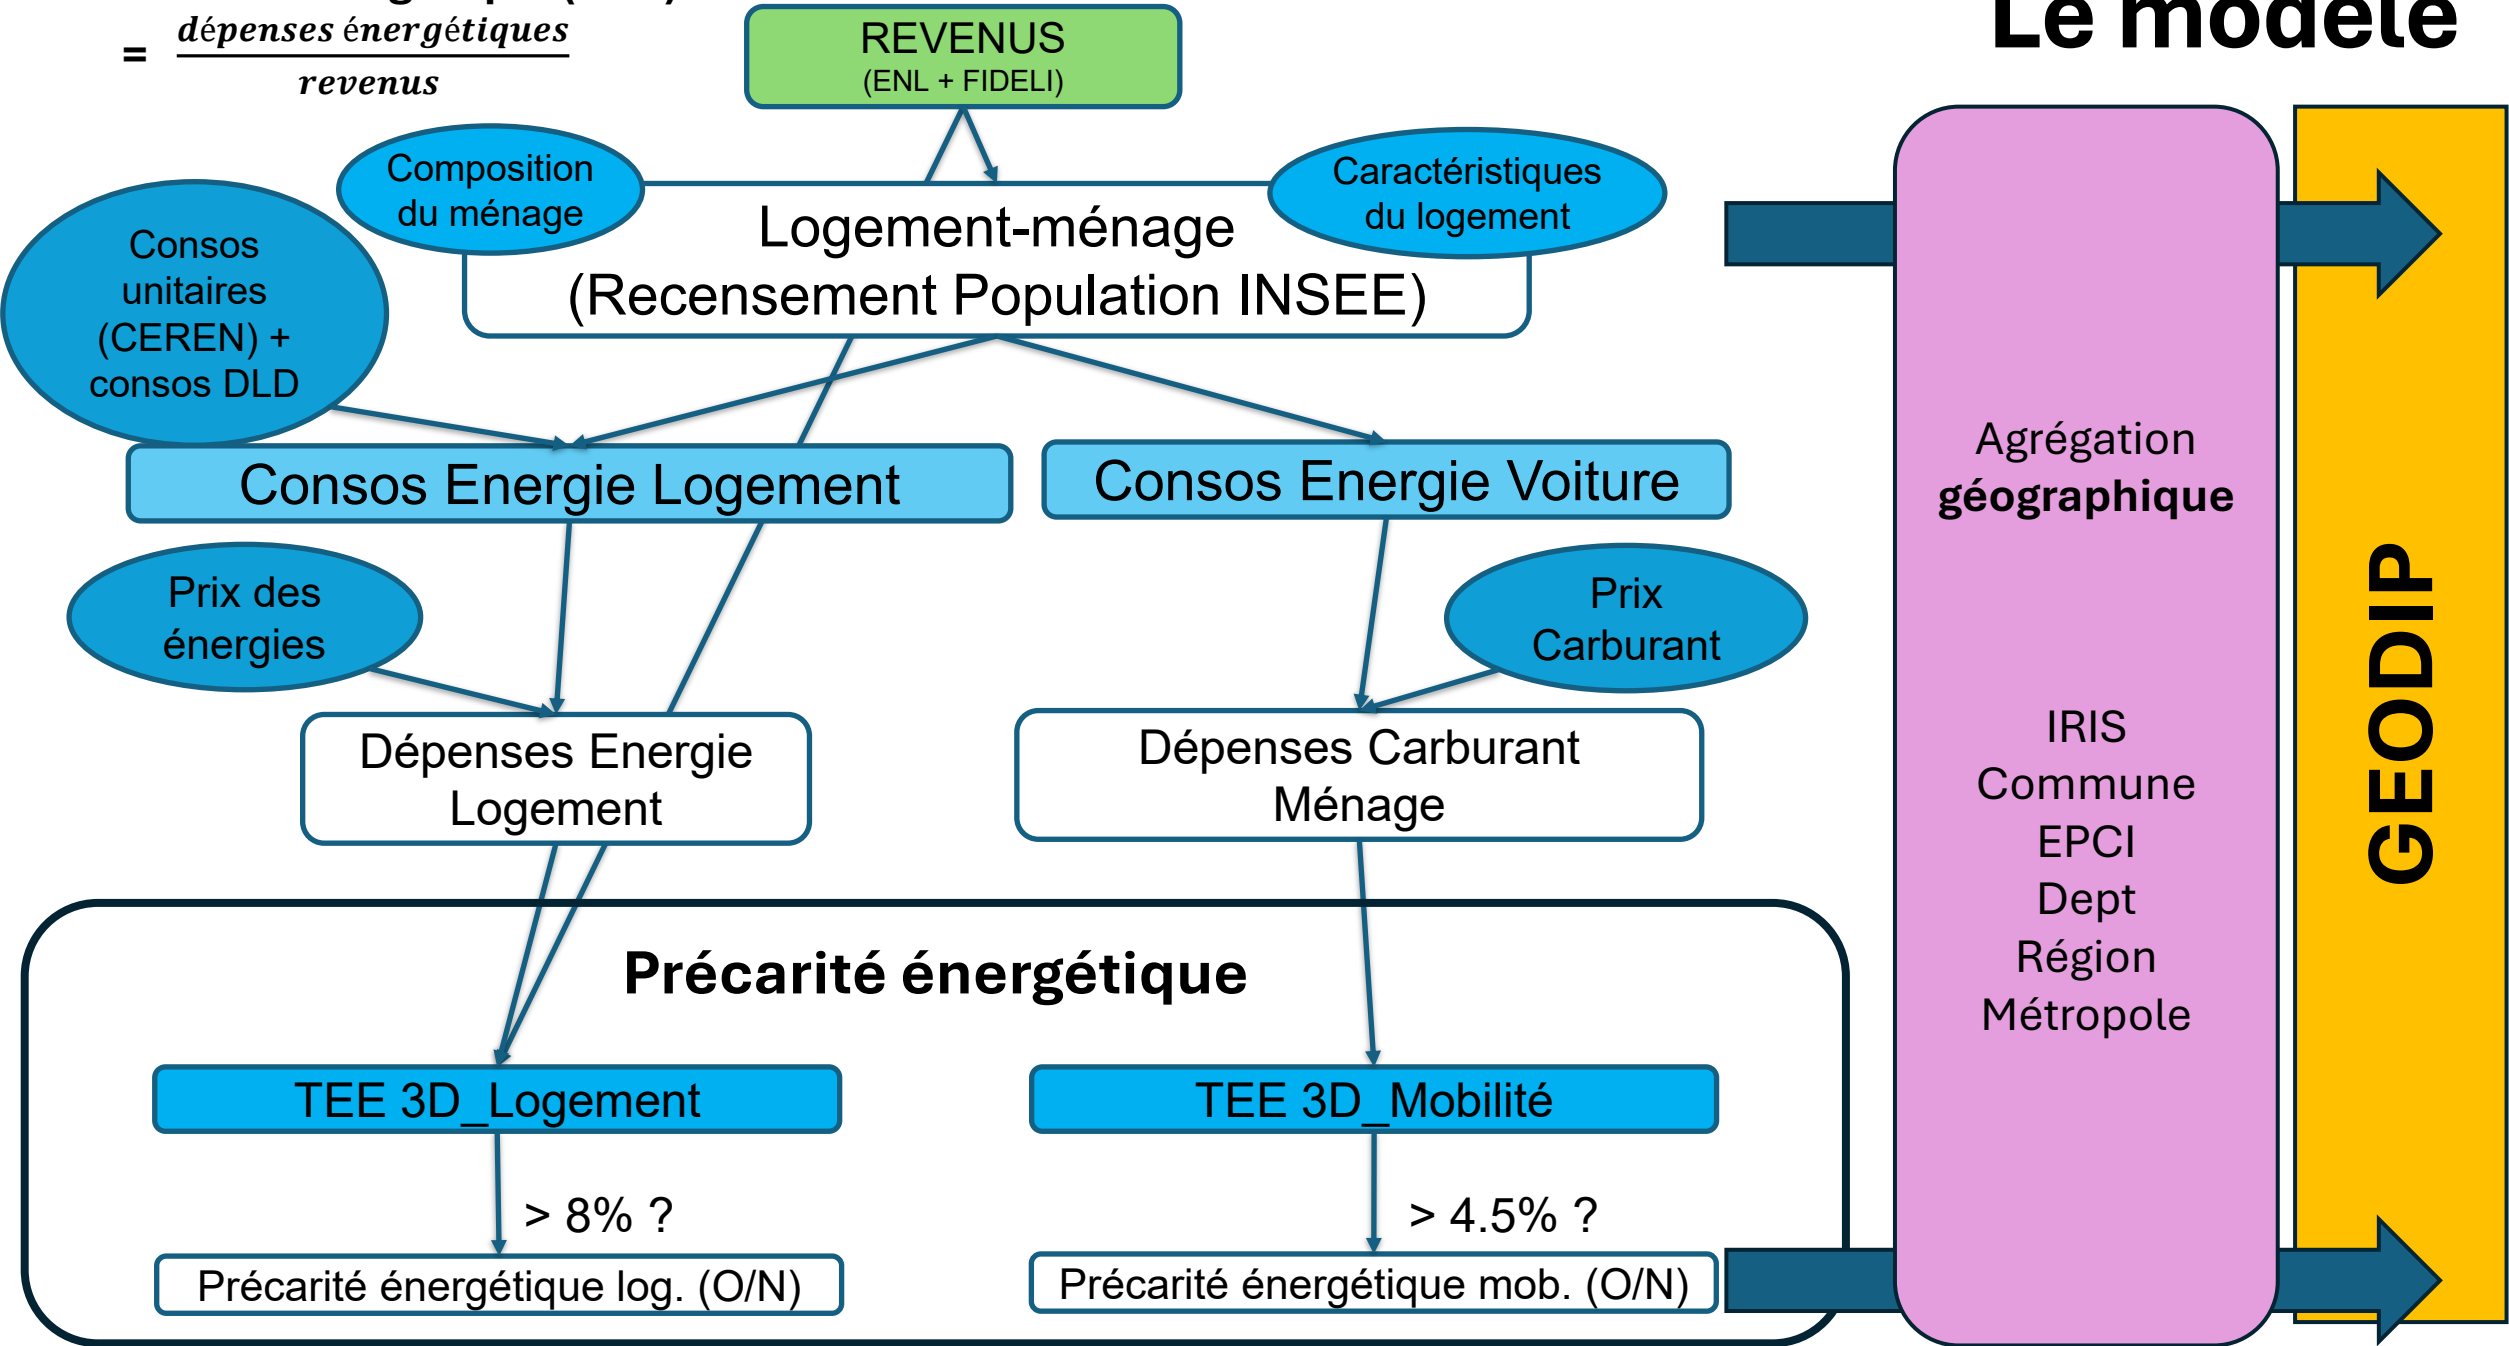 = dépenses énergétiques
revenus
Le modèle
REVENUS
(ENL + FIDELI)
Composition
du ménage
Caractéristiques
du logement
Logement-ménage
(Recensement Population INSEE)
Consos
unitaires
(CEREN) +
consos DLD
Consos Energie Logement
Consos Energie Voiture
Prix des
énergies
Prix
Carburant
Dépenses Energie
Logement
Dépenses Carburant
Ménage
Précarité énergétique
TEE 3D_Logement
TEE 3D_Mobilité
> 8% ?
> 4.5% ?
Précarité énergétique log. (O/N)
Précarité énergétique mob. (O/N)
Agrégation
géographique
IRIS
Commune
EPCI
Dept
Région
Métropole
GEODIP